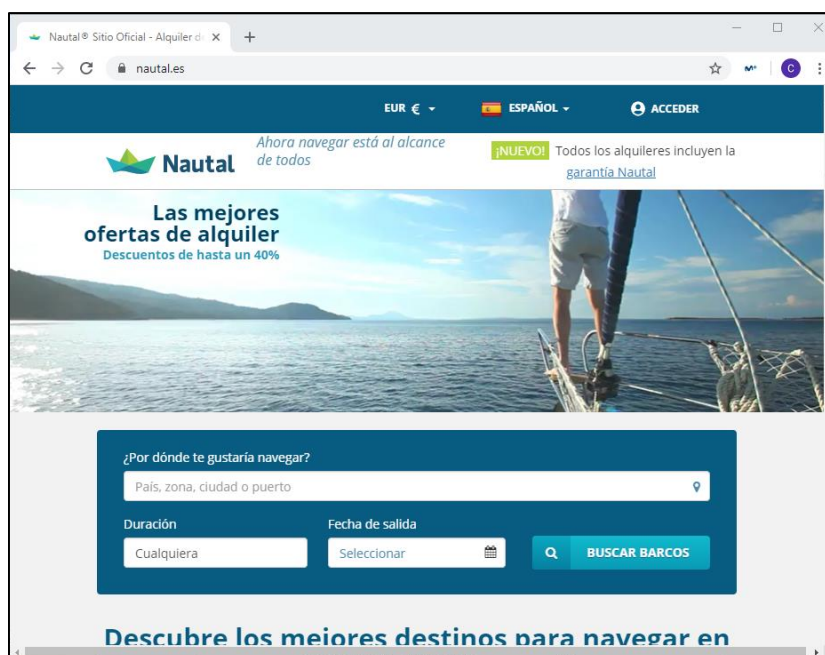 Nautal® Sitio Oficial - Alquiler d
nautal.es
C
EUR € ESPAÑOL ACCEDER
Nautal
Ahora navegar está al alcance
de todos
¡NUEVO! Todos los alquileres incluyen la
garantía Nautal
Las mejores
ofertas de alquiler
Descuentos de hasta un 40%
¿Por dónde te gustaría navegar?
País, zona, ciudad o puerto
Duración Fecha de salida
Cualquiera Seleccionar BUSCAR BARCOS
Descubre los mejores destinos para navegar en